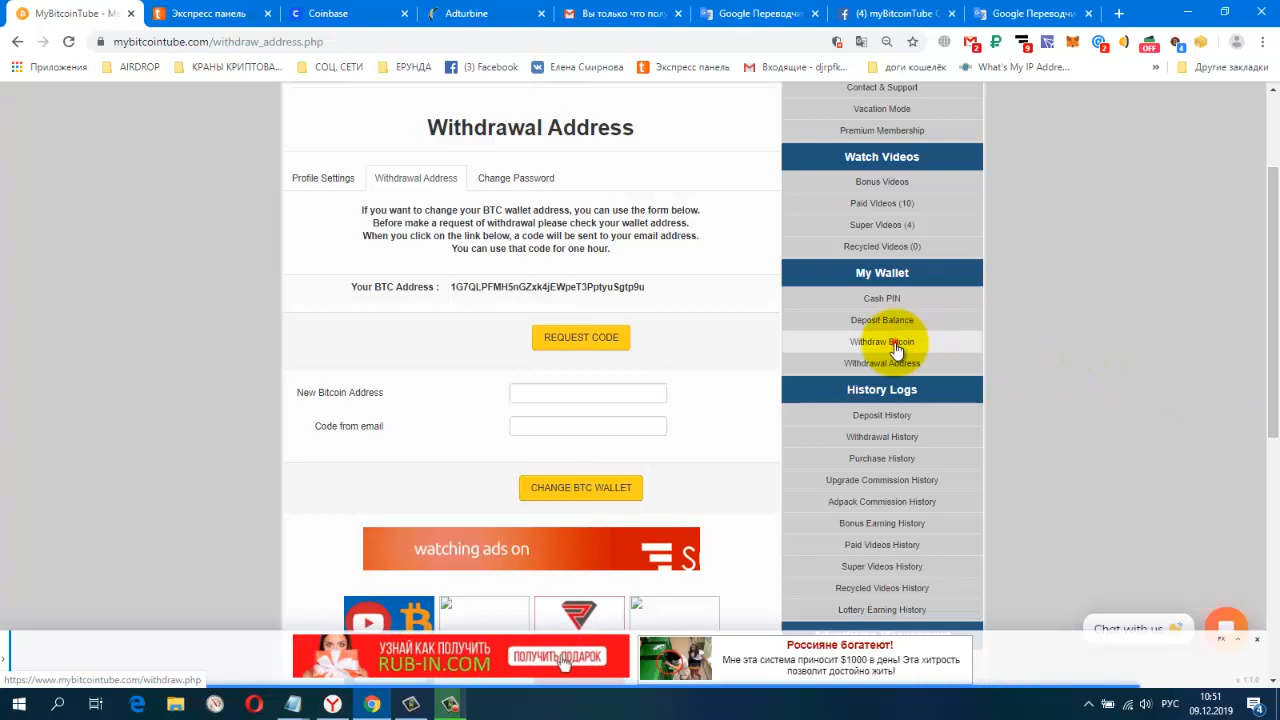 MyBitcoinTube - M
Экспресс панель
Coinbase
Adturbine
Вы только что пол
Google Переводч
(4) mybitcointube
Google Переводч
mybitcointube.com/withdraw_address.php
Приложения
AIRDROP
КРАНЫ КРИПТОВА...
СОЦ. СЕТИ
ЕРУНДА
(3) Facebook
Елена Смирнова
Экспресс панель
Входящие - djrpfk...
доги кошелёк
What's My IP Addre...
»
Другие закладки
Contact & Support
Vacation Mode
Premium Membership
Withdrawal Address
Watch Videos
Profile Settings
Withdrawal Address
Change Password
Bonus Videos
Paid Videos (10)
Super Videos (4)
Recycled Videos (0)
If you want to change your BTC wallet address, you can use the form below.
Before make a request of withdrawal please check your wallet address.
When you click on the link below, a code will be sent to your email address.
You can use that code for one hour.
My Wallet
Your BTC Address : 1G7QLPFMH5nGZxk4jEWpeT3PptyuSgtp9u
Cash PIN
Deposit Balance
Withdraw Bitcoin
Withdrawal Address
REQUEST CODE
New Bitcoin Address
Code from email
CHANGE BTC WALLET
History Logs
Deposit History
Withdrawal History
Purchase History
Upgrade Commission History
Adpack Commission History
Bonus Earning History
Paid Videos History
Super Videos History
Recycled Videos History
Lottery Earning History
watching ads on
S
Chat with us
УЗНАЙ КАК ПОЛУЧИТЬ
RUB-IN.COM
ПОЛУЧИТЬ ПОДАРОК
Россияне богатеют!
Мне эта система приносит $1000 в день! Эта хитрость
позволит достойно жить!
v. 1.1.0
https://www.mybitcointube.com/withdraw.php
РУС
10:51
09.12.2019